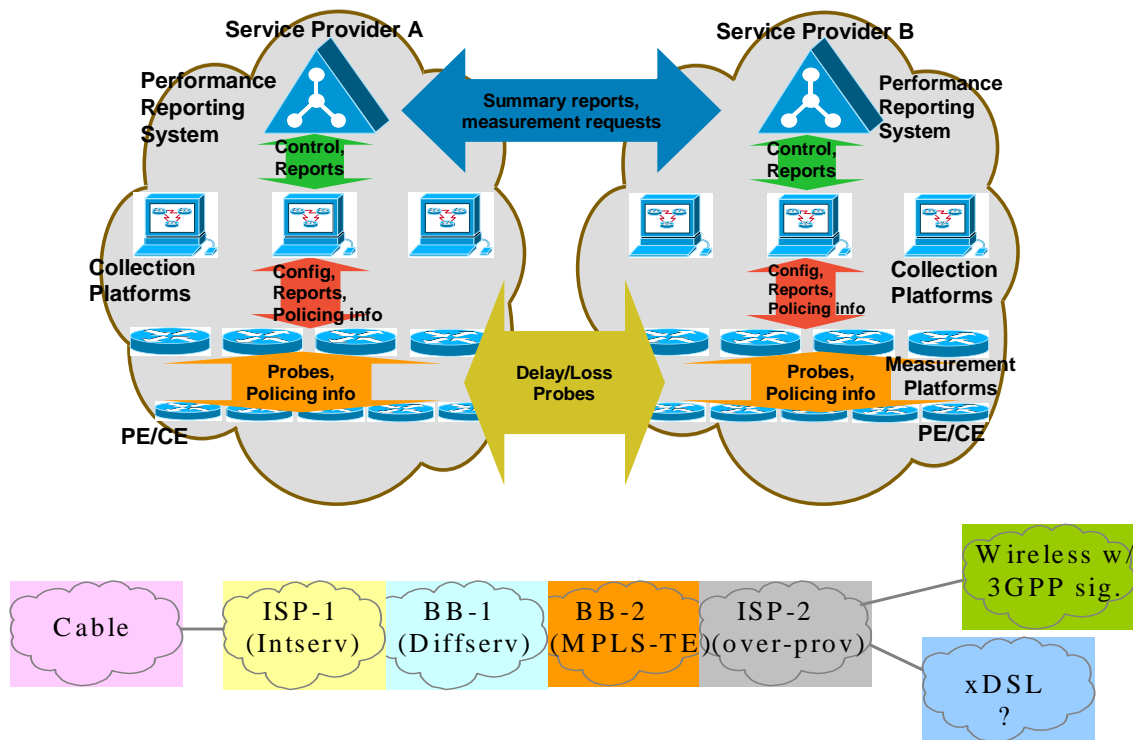 Service Provider A
Performance
Reporting
System
Control,
Reports
Collection
Platforms
Config,
Reports,
Policing info
Probes,
Policing info
PE/CE
Summary reports,
measurement requests
Delay/Loss
Probes
Service Provider B
Performance
Reporting
System
Control,
Reports
Collection
Platforms
Config,
Reports,
Policing info
Measurement
Platforms
Probes,
Policing info
PE/CE
Cable
ISP-1
(Intserv)
BB-1
(Diffserv)
BB-2
(MPLS-TE)
ISP-2
(over-prov)
Wireless w/
3GPP sig.
xDSL
?